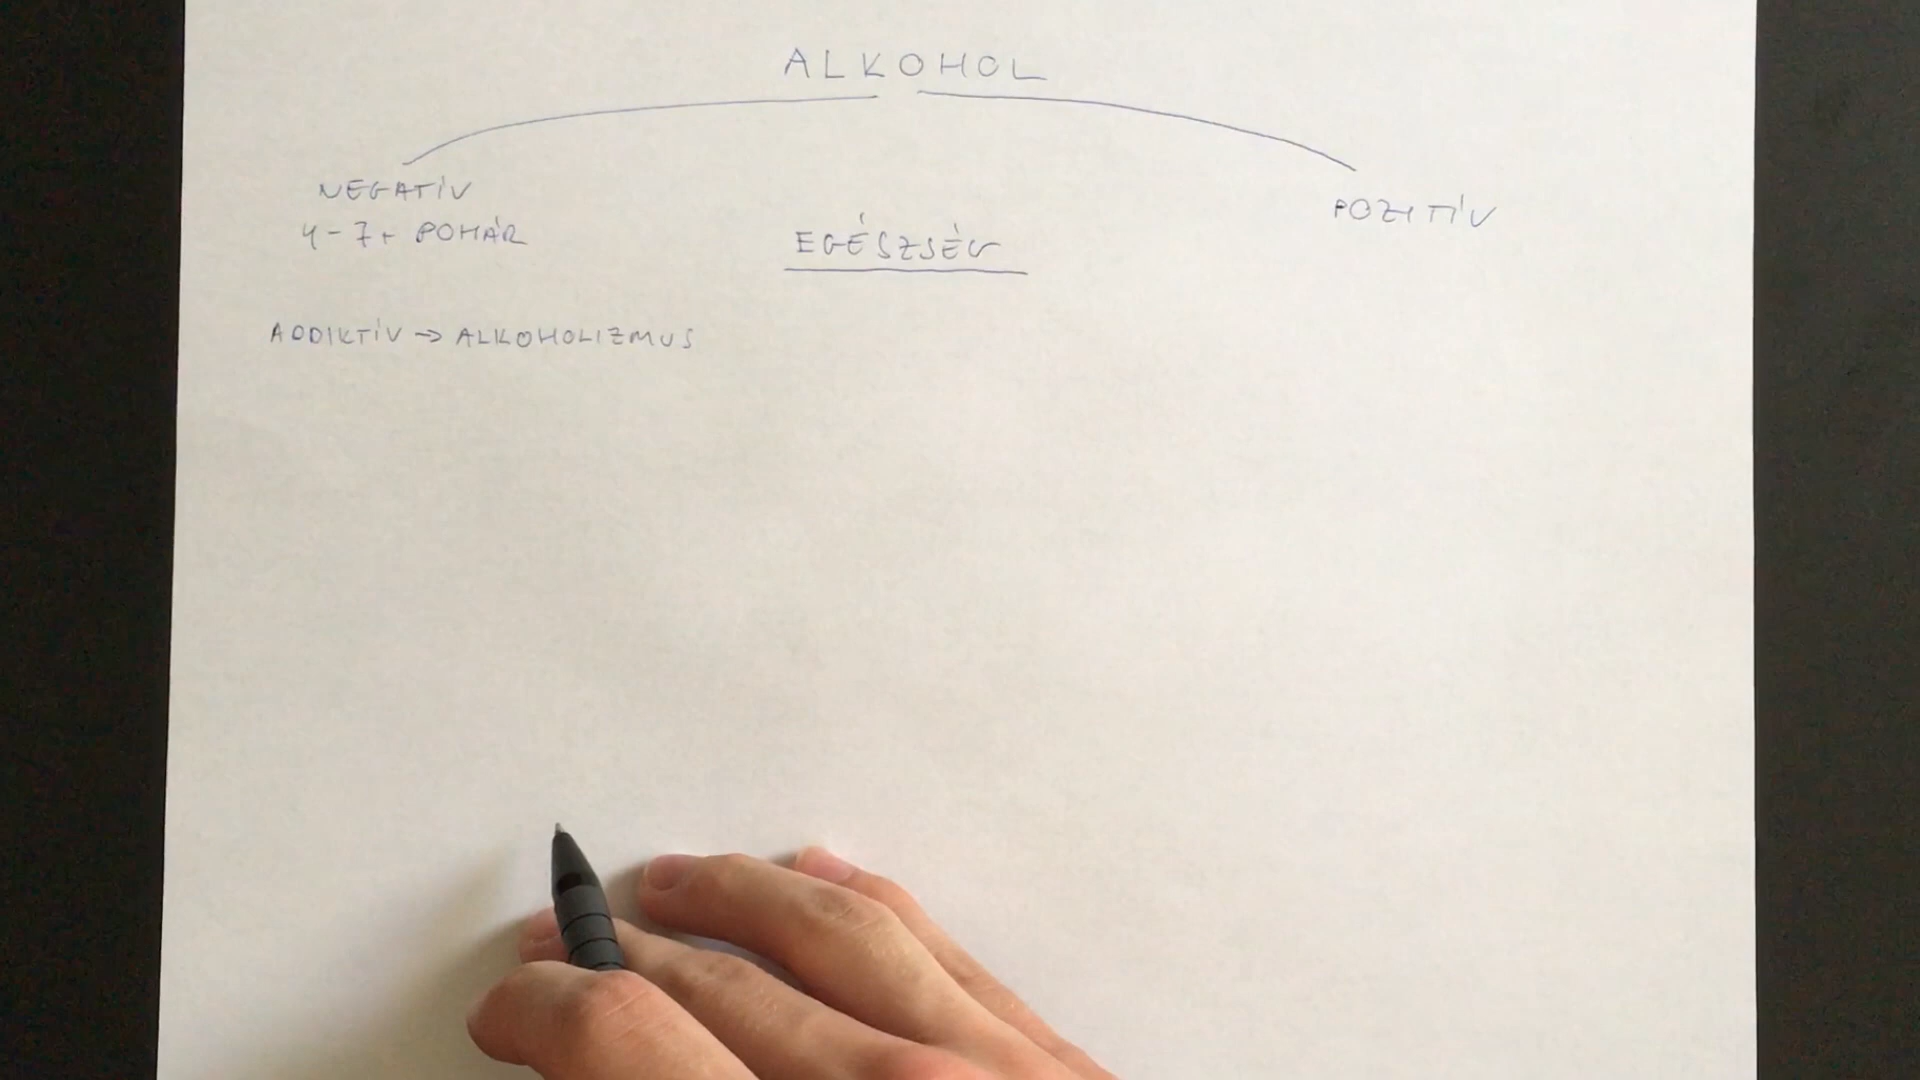 ALKOHOL
NEGATÍV
4-7+ POHÁR
POZITÍV
EGÉSZSÉG
ADDIKTÍV → ALKOHOLIZMUS